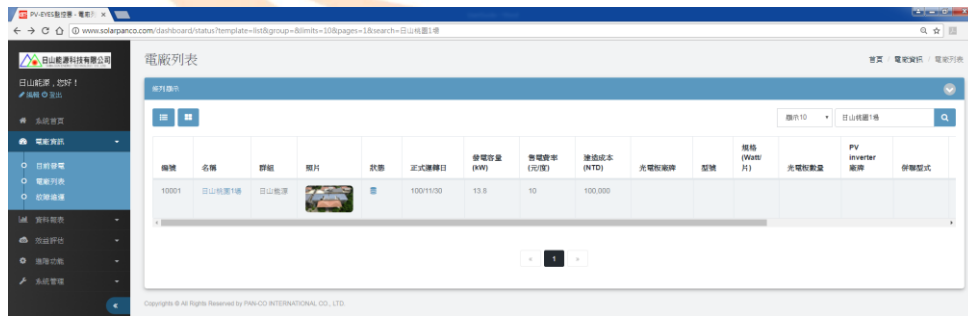 PV-EYES監控雲 - 電廠列
www.solarpanco.com/dashboard/status?template=list&group=&limits=10&pages=1&search=日山桃園1場
日山能源科技有限公司
日山能源，您好！
編輯 登出
系統首頁
電能資訊
目前發電
電廠列表
故障維護
資料報表
效益評估
進階功能
系統管理
電廠列表
首頁 / 電能資訊 / 電廠列表
條列顯示
顯示10
日山桃園1場
編號 名稱 群組 照片 狀態 正式運轉日 發電容量(kW) 售電費率(元/度) 建造成本(NTD) 光電板廠牌 型號 規格(Watt/片) 光電板數量 PV inverter 廠牌 併聯型式
10001 日山桃園1場 日山能源 100/11/30 13.8 10 100,000
« 1 »
Copyrights © All Rights Reserved by PAN-CO INTERNATIONAL CO., LTD.